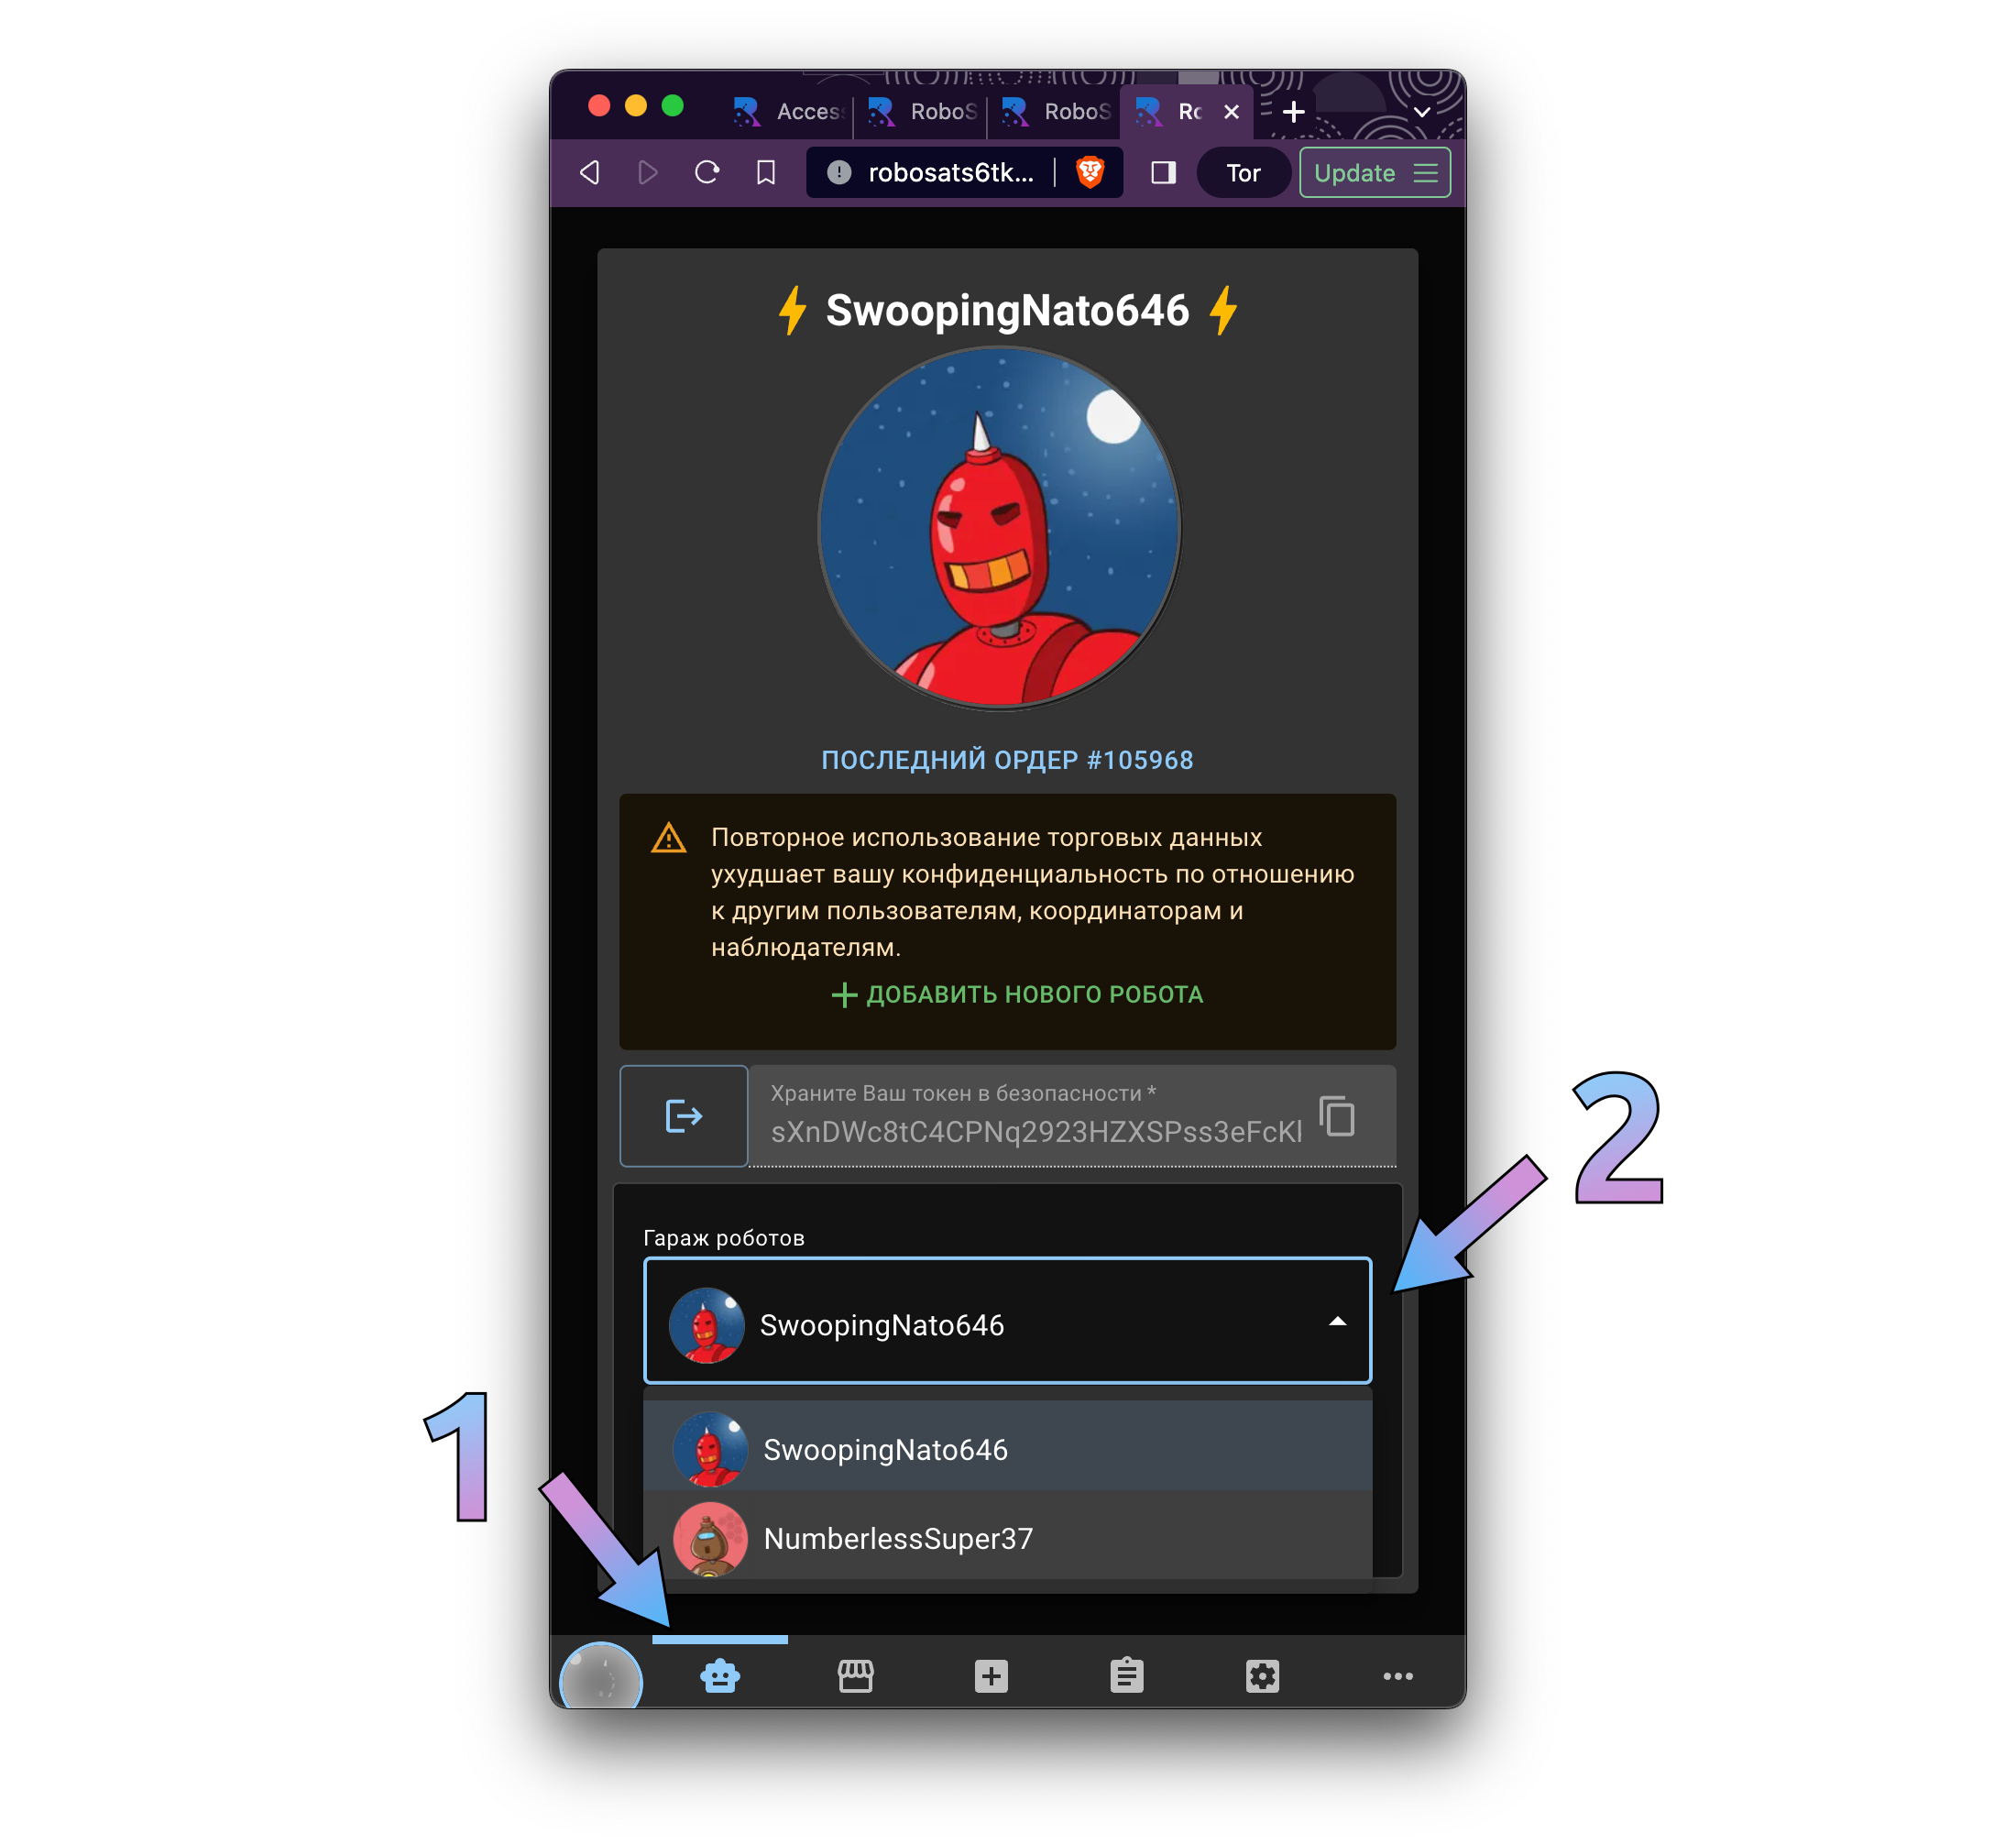 Acces
RoboS
RoboS
Ro
robosats6tk...
Tor
Update
SwoopingNato646
ПОСЛЕДНИЙ ОРДЕР #105968
Повторное использование торговых данных
ухудшает вашу конфиденциальность по отношению
к другим пользователям, координаторам и
наблюдателям.
ДОБАВИТЬ НОВОГО РОБОТА
Храните Ваш токен в безопасности *
sXnDWc8tC4CPNq2923HZXSPss3eFcKl
2
Гараж роботов
SwoopingNato646
1
SwoopingNato646
NumberlessSuper37